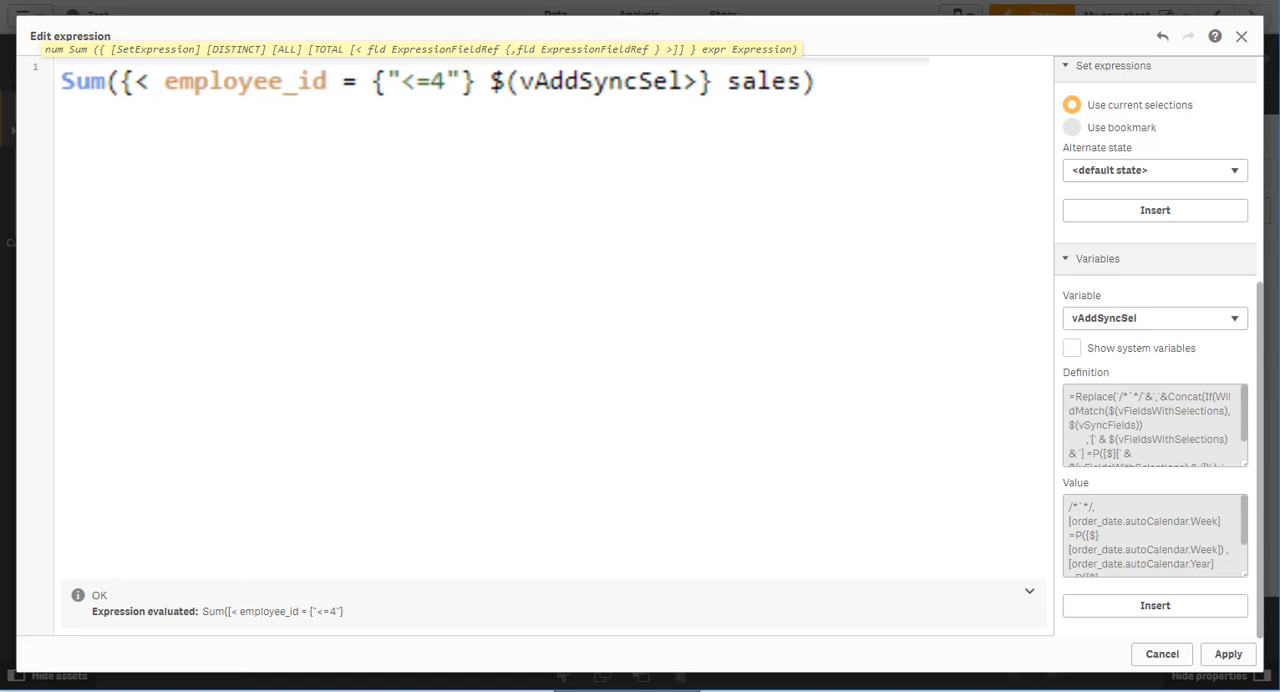 Data
Analysis
Story
Edit expression
num Sum ({ [SetExpression] [DISTINCT] [ALL] [TOTAL [< fld ExpressionFieldRef {,fld ExpressionFieldRef } >]] } expr Expression)
1
Sum({< employee_id = {"<=4"} $(vAddSyncSel>} sales)
Set expressions
Use current selections
Use bookmark
Alternate state
<default state>
Insert
Variables
Variable
vAddSyncSel
Show system variables
Definition
=Replace('/*`*/'&','&Concat(If(Wil
dMatch($(vFieldsWithSelections),
$(vSyncFields))
,'[' & $(vFieldsWithSelections)
& '] =P([$][' &
Value
/*`*/,
[order_date.autoCalendar.Week]
=P({$}
[order_date.autoCalendar.Week]) ,
[order_date.autoCalendar.Year]
Insert
OK
Expression evaluated: Sum({< employee_id = {"<=4"}
Cancel
Apply
Hide assets
Hide properties